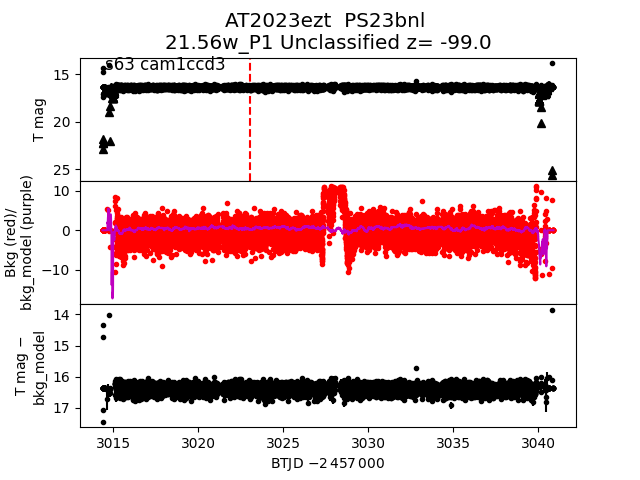 AT2023ezt  PS23bnl
21.56w_P1 Unclassified z= -99.0
s63 cam1ccd3
15
20
25
T mag
10
0
−10
Bkg (red)/
bkg_model (purple)
14
15
16
17
T mag −
bkg_model
3015
3020
3025
3030
3035
3040
BTJD −2 457 000